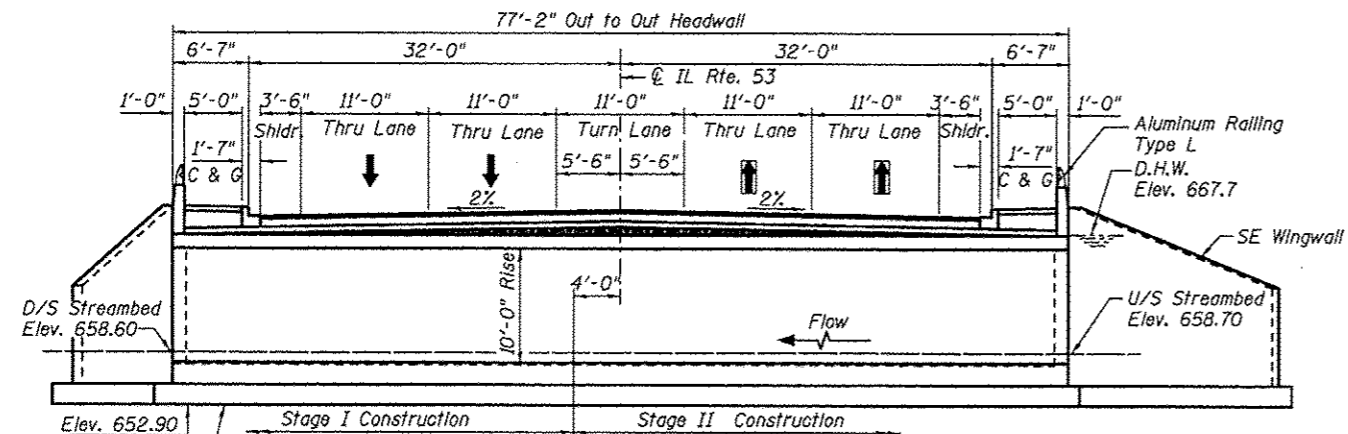 77'-2" Out to Out Headwall
6'-7" 32'-0" 32'-0" 6'-7"
℄ IL Rte. 53
1'-0" 5'-0" 3'-6" 11'-0" 11'-0" 11'-0" 11'-0" 11'-0" 3'-6" 5'-0" 1'-0"
Shldr. Thru Lane Thru Lane Turn Lane Thru Lane Thru Lane Shldr.
Aluminum Railing
Type L
1'-7"
C & G
5'-6" 5'-6"
1'-7"
C & G
D.H.W.
Elev. 667.7
2% 2%
SE Wingwall
10'-0" Rise
4'-0"
D/S Streambed
Elev. 658.60
Flow
U/S Streambed
Elev. 658.70
Elev. 652.90
Stage I Construction Stage II Construction